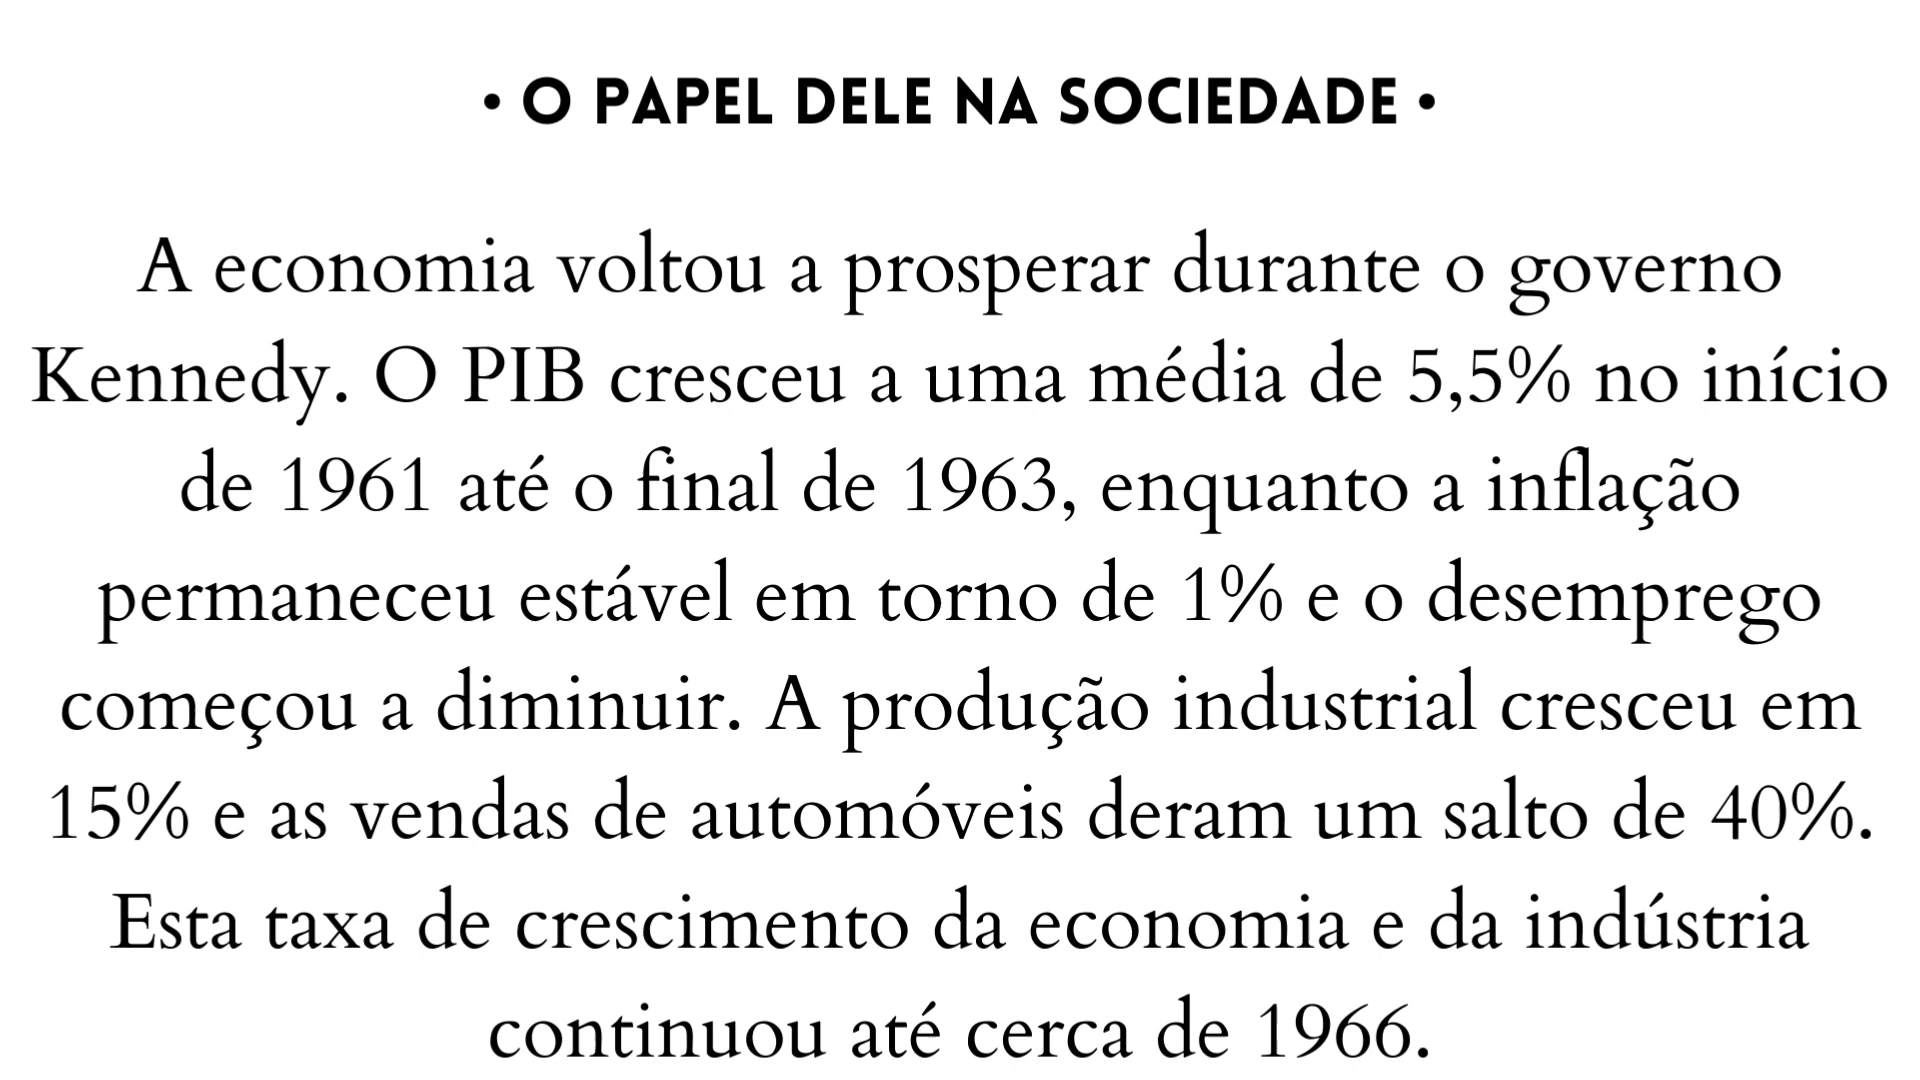 • O PAPEL DELE NA SOCIEDADE •
A economia voltou a prosperar durante o governo
Kennedy. O PIB cresceu a uma média de 5,5% no início
de 1961 até o final de 1963, enquanto a inflação
permaneceu estável em torno de 1% e o desemprego
começou a diminuir. A produção industrial cresceu em
15% e as vendas de automóveis deram um salto de 40%.
Esta taxa de crescimento da economia e da indústria
continuou até cerca de 1966.